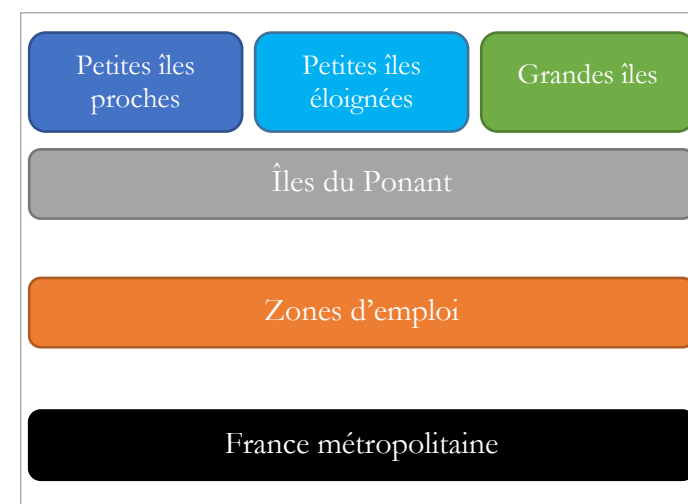 Petites îles
proches
Petites îles
éloignées
Grandes îles
Îles du Ponant
Zones d’emploi
France métropolitaine